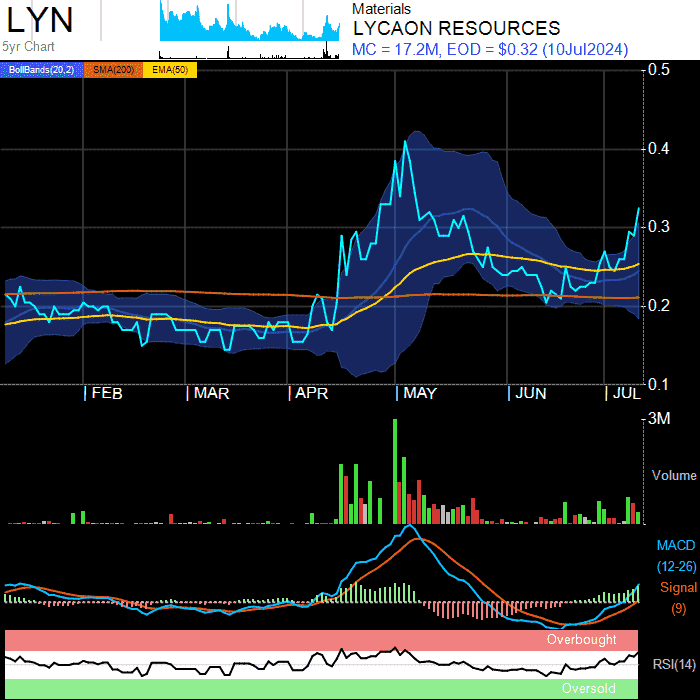 LYN
5yr Chart
Materials
LYCAON RESOURCES
MC = 17.2M, EOD = $0.32 (10Jul2024)
BollBands(20,2) SMA(200) EMA(50)
0.5
0.4
0.3
0.2
0.1
FEB MAR APR MAY JUN JUL
3M
Volume
MACD
(12-26)
Signal
(9)
Overbought
RSI(14)
Oversold